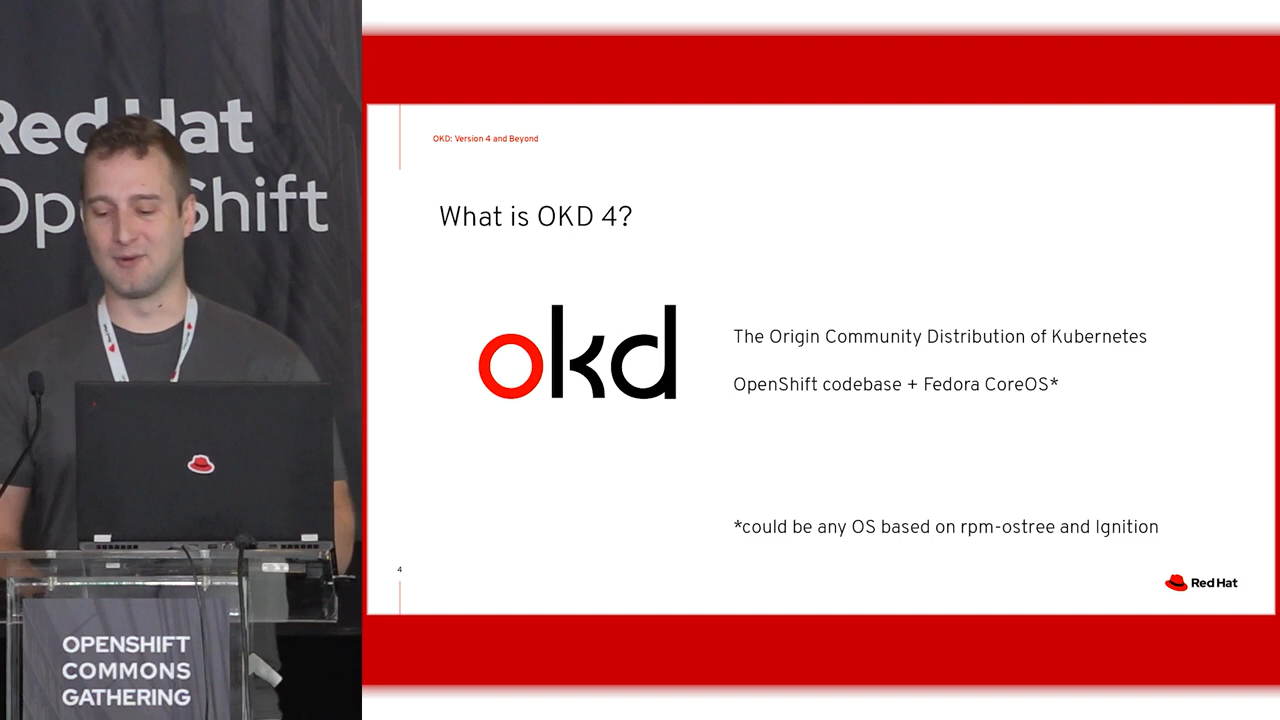 Red Hat
OpenShift
OPENSHIFT
COMMONS
GATHERING
OKD: Version 4 and Beyond
What is OKD 4?
okd
The Origin Community Distribution of Kubernetes
OpenShift codebase + Fedora CoreOS*
*could be any OS based on rpm-ostree and Ignition
4
Red Hat